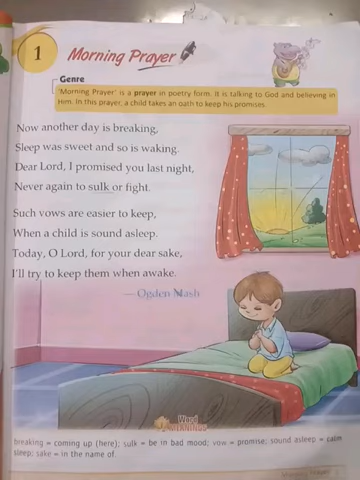 1
Morning Prayer
Genre
'Morning Prayer' is a prayer in poetry form. It is talking to God and believing in
Him. In this prayer, a child takes an oath to keep his promises.
Now another day is breaking,
Sleep was sweet and so is waking.
Dear Lord, I promised you last night,
Never again to sulk or fight.
Such vows are easier to keep,
When a child is sound asleep.
Today, O Lord, for your dear sake,
I'll try to keep them when awake.
— Ogden Nash
Word
MEANINGS
breaking = coming up (here); sulk = be in bad mood; vow = promise; sound asleep = calm
sleep; sake = in the name of.